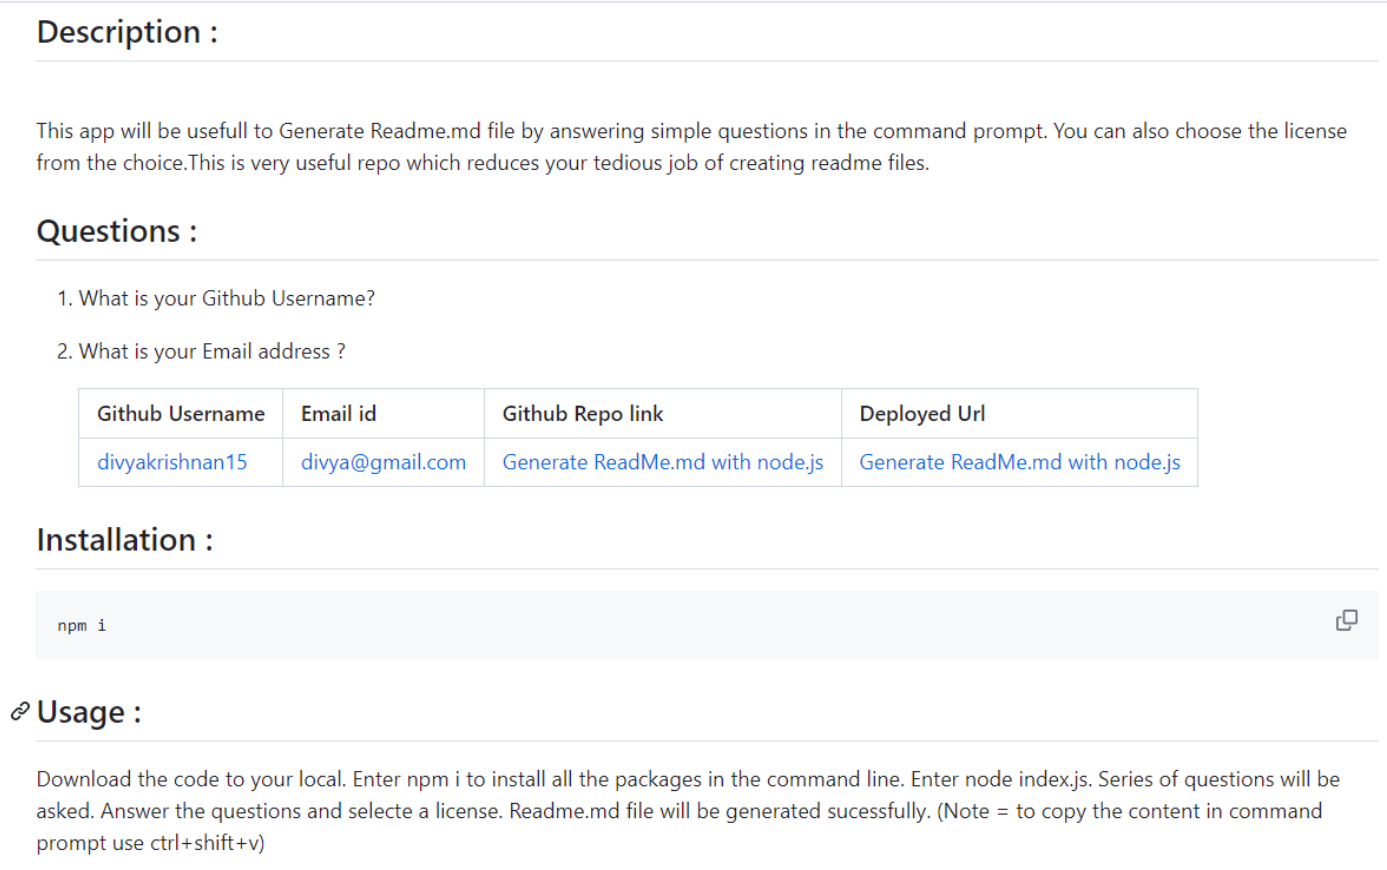 Description :
This app will be usefull to Generate Readme.md file by answering simple questions in the command prompt. You can also choose the license
from the choice.This is very useful repo which reduces your tedious job of creating readme files.
Questions :
1. What is your Github Username?
2. What is your Email address ?
Github Username Email id Github Repo link Deployed Url
divyakrishnan15 divya@gmail.com Generate ReadMe.md with node.js Generate ReadMe.md with node.js
Installation :
npm i
Usage :
Download the code to your local. Enter npm i to install all the packages in the command line. Enter node index.js. Series of questions will be
asked. Answer the questions and selecte a license. Readme.md file will be generated sucessfully. (Note = to copy the content in command
prompt use ctrl+shift+v)